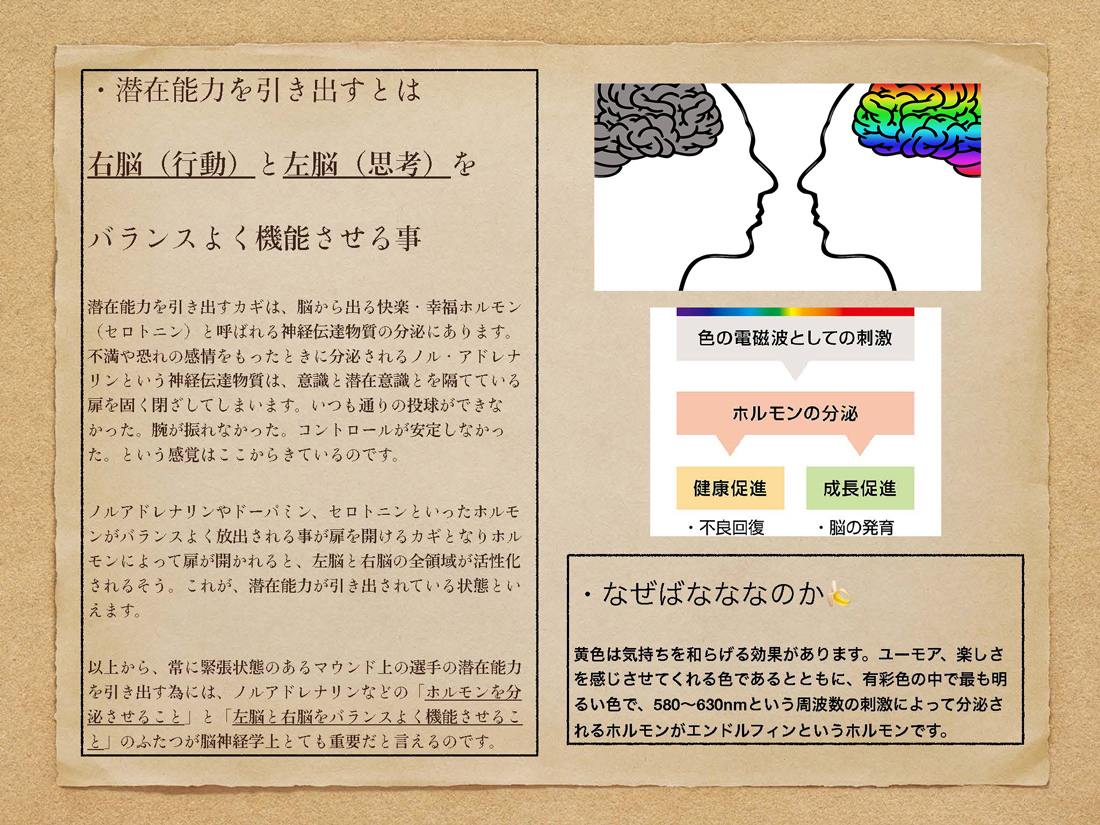 ・潜在能力を引き出すとは
右脳（行動）と左脳（思考）を
バランスよく機能させる事
潜在能力を引き出すカギは、脳から出る快楽・幸福ホルモン
（セロトニン）と呼ばれる神経伝達物質の分泌にあります。
不満や恐れの感情をもったときに分泌されるノル・アドレナ
リンという神経伝達物質は、意識と潜在意識とを隔てている
扉を固く閉ざしてしまいます。いつも通りの投球ができな
かった。腕が振れなかった。コントロールが安定しなかっ
た。という感覚はここからきているのです。
ノルアドレナリンやドーパミン、セロトニンといったホルモ
ンがバランスよく放出される事が扉を開けるカギとなりホル
モンによって扉が開かれると、左脳と右脳の全領域が活性化
されるそう。これが、潜在能力が引き出されている状態とい
えます。
以上から、常に緊張状態のあるマウンド上の選手の潜在能力
を引き出す為には、ノルアドレナリンなどの「ホルモンを分
泌させること」と「左脳と右脳をバランスよく機能させるこ
と」のふたつが脳神経学上とても重要だと言えるのです。
色の電磁波としての刺激
ホルモンの分泌
健康促進
成長促進
・不良回復
・脳の発育
・なぜばなななのか🍌
黄色は気持ちを和らげる効果があります。ユーモア、楽しさ
を感じさせてくれる色であるとともに、有彩色の中で最も明
るい色で、580〜630nmという周波数の刺激によって分泌さ
れるホルモンがエンドルフィンというホルモンです。